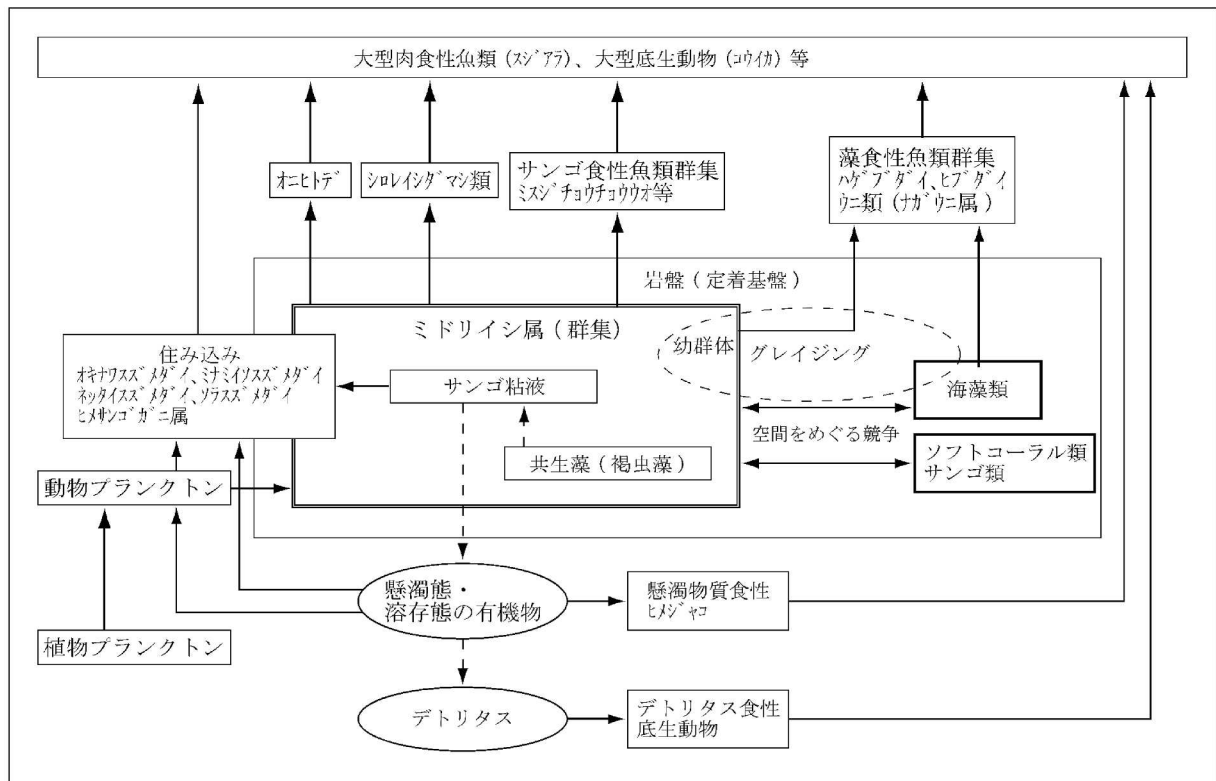 大型肉食性魚類 (ｽｼﾞｱﾗ)、大型底生動物 (ｺｳｲｶ) 等
オニヒトデ
ｼﾛﾚｲｼﾀﾞﾏｼ類
サンゴ食性魚類群集
ﾐｽｼﾞﾁｮｳﾁｮｳｳｵ等
藻食性魚類群集
ﾊｹﾞﾌﾞﾀﾞｲ､ﾋﾌﾞﾀﾞｲ
ｳﾆ類 (ﾅｶﾞｳﾆ属)
岩盤 (定着基盤)
ミドリイシ属 (群集)
幼群体
グレイジング
住み込み
ｵｷﾅﾜｽｽﾞﾒﾀﾞｲ､ﾐﾅﾐｲｿｽｽﾞﾒﾀﾞｲ
ﾈｯﾀｲｽｽﾞﾒﾀﾞｲ､ｿﾗｽｽﾞﾒﾀﾞｲ
ﾋﾒｻﾝｺﾞｶﾞﾆ属
サンゴ粘液
海藻類
空間をめぐる競争
共生藻 (褐虫藻)
ソフトコーラル類
サンゴ類
動物プランクトン
懸濁態・
溶存態の有機物
懸濁物質食性
ﾋﾒｼﾞｬｺ
植物プランクトン
デトリタス
デトリタス食性
底生動物